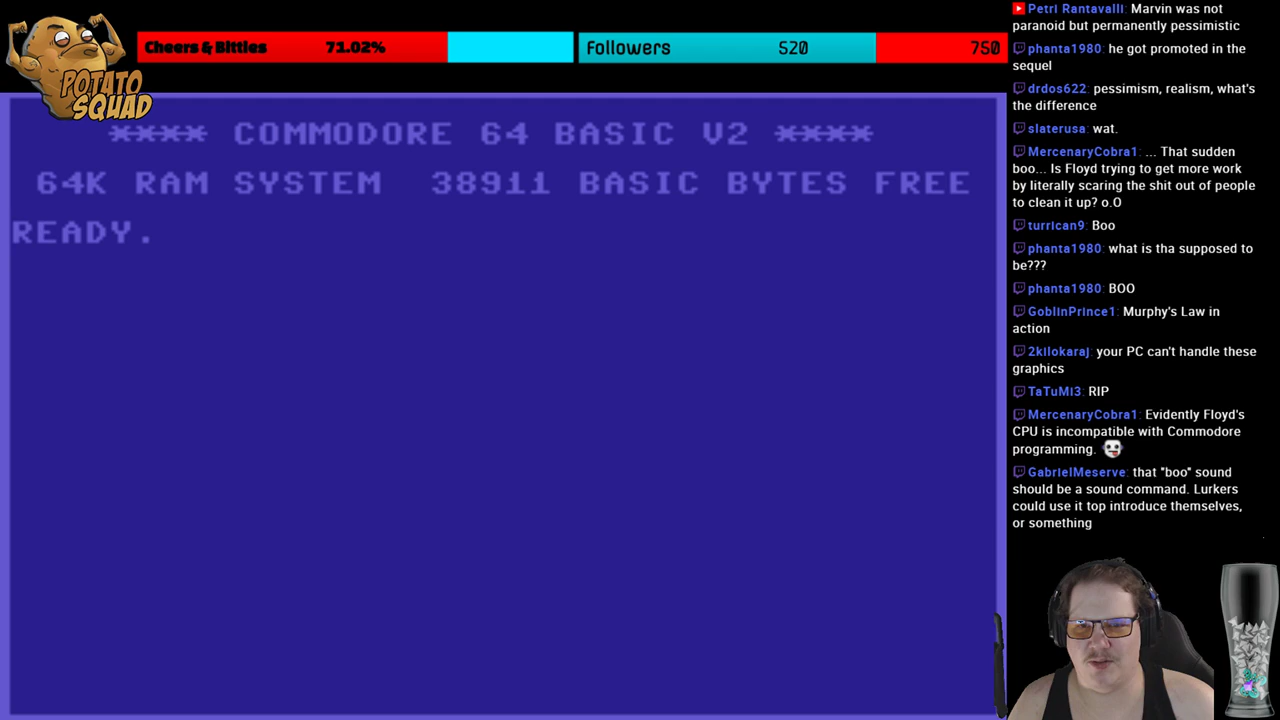 POTATO
SQUAD
Cheers & Bitties 71.02%
Followers 520 750
**** COMMODORE 64 BASIC V2 ****
64K RAM SYSTEM 38911 BASIC BYTES FREE
READY.
Petri Rantavalli: Marvin was not
paranoid but permanently pessimistic
phanta1980: he got promoted in the
sequel
drdos622: pessimism, realism, what's
the difference
slaterusa: wat.
MercenaryCobra1: ... That sudden
boo... Is Floyd trying to get more work
by literally scaring the shit out of people
to clean it up? o.O
turrican9: Boo
phanta1980: what is tha supposed to
be???
phanta1980: BOO
GoblinPrince1: Murphy's Law in
action
2kilokaraj: your PC can't handle these
graphics
TaTuMi3: RIP
MercenaryCobra1: Evidently Floyd's
CPU is incompatible with Commodore
programming.
GabrielMeserve: that "boo" sound
should be a sound command. Lurkers
could use it top introduce themselves,
or something